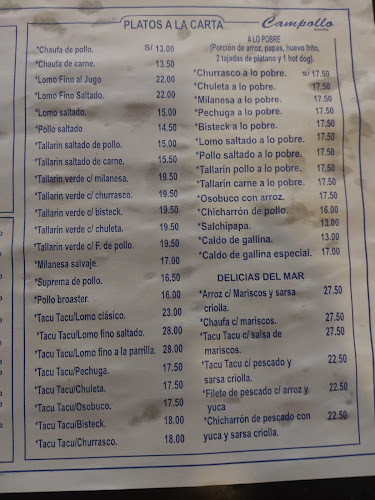 PLATOS A LA CARTA
Campollo
*Chaufa de pollo. S/ 13.00
*Chaufa de carne. 13.50
*Lomo Fino al Jugo 22.00
*Lomo Fino Saltado. 22.00
*Lomo saltado. 15.00
*Pollo saltado 14.50
*Tallarín saltado de pollo. 15.00
*Tallarín saltado de carne. 15.50
*Tallarín verde c/ milanesa. 19.50
*Tallarín verde c/ churrasco. 19.50
*Tallarín verde c/ bisteck. 19.50
*Tallarín verde c/ chuleta. 19.50
*Tallarín verde c/ F. de pollo. 19.50
*Milanesa salvaje. 17.00
*Suprema de pollo. 16.50
*Pollo broaster. 16.00
*Tacu Tacu/Lomo clásico. 23.00
*Tacu Tacu/Lomo fino saltado. 28.00
*Tacu Tacu/Lomo fino a la parrilla. 28.00
*Tacu Tacu/Pechuga. 17.50
*Tacu Tacu/Chuleta. 17.50
*Tacu Tacu/Osobuco. 17.50
*Tacu Tacu/Bisteck. 18.00
*Tacu Tacu/Churrasco. 18.00
A LO POBRE
(Porción de arroz, papas, huevo frito,
2 tajadas de plátano y 1 hot dog).
*Churrasco a lo pobre. S/ 17.50
*Chuleta a lo pobre. 17.50
*Milanesa a lo pobre. 17.50
*Pechuga a lo pobre. 17.50
*Bisteck a lo pobre. 17.50
*Lomo saltado a lo pobre. 17.50
*Pollo saltado a lo pobre. 17.50
*Tallarín pollo a lo pobre. 17.50
*Tallarín carne a lo pobre. 17.50
*Osobuco con arroz. 17.50
*Chicharrón de pollo. 16.00
*Salchipapa. 13.00
*Caldo de gallina. 13.00
*Caldo de gallina especial. 17.00
DELICIAS DEL MAR
*Arroz c/ Mariscos y sarsa 27.50
criolla.
*Chaufa c/ mariscos. 27.50
*Tacu Tacu c/salsa de 27.50
mariscos.
*Tacu Tacu c/ pescado y 22.50
sarsa criolla.
*Filete de pescado c/ arroz y 22.50
yuca
*Chicharrón de pescado con 22.50
yuca y sarsa criolla.